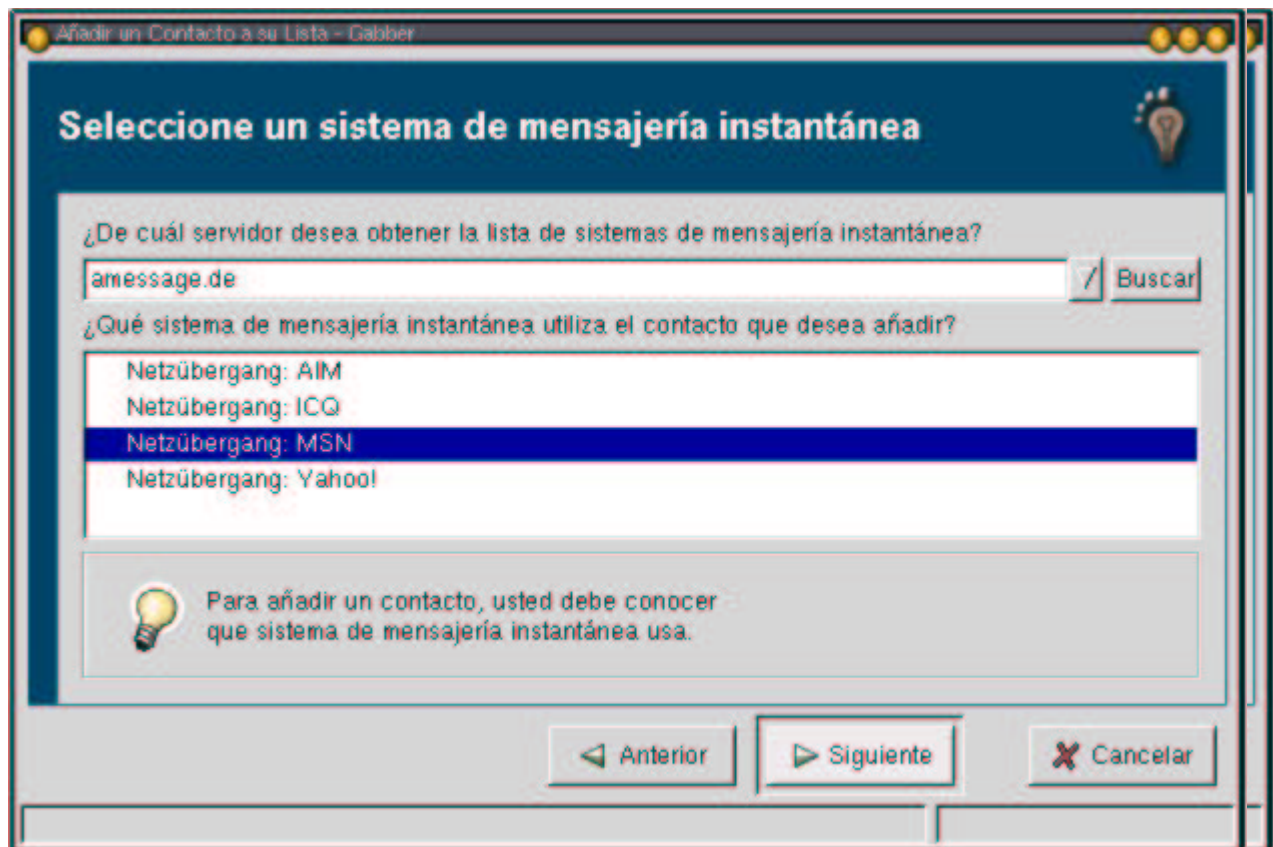 Añadir un Contacto a su Lista - Gabber
Seleccione un sistema de mensajería instantánea
¿De cuál servidor desea obtener la lista de sistemas de mensajería instantánea?
amessage.de
Buscar
¿Qué sistema de mensajería instantánea utiliza el contacto que desea añadir?
Netzübergang: AIM
Netzübergang: ICQ
Netzübergang: MSN
Netzübergang: Yahoo!
Para añadir un contacto, usted debe conocer
que sistema de mensajería instantánea usa.
Anterior
Siguiente
Cancelar